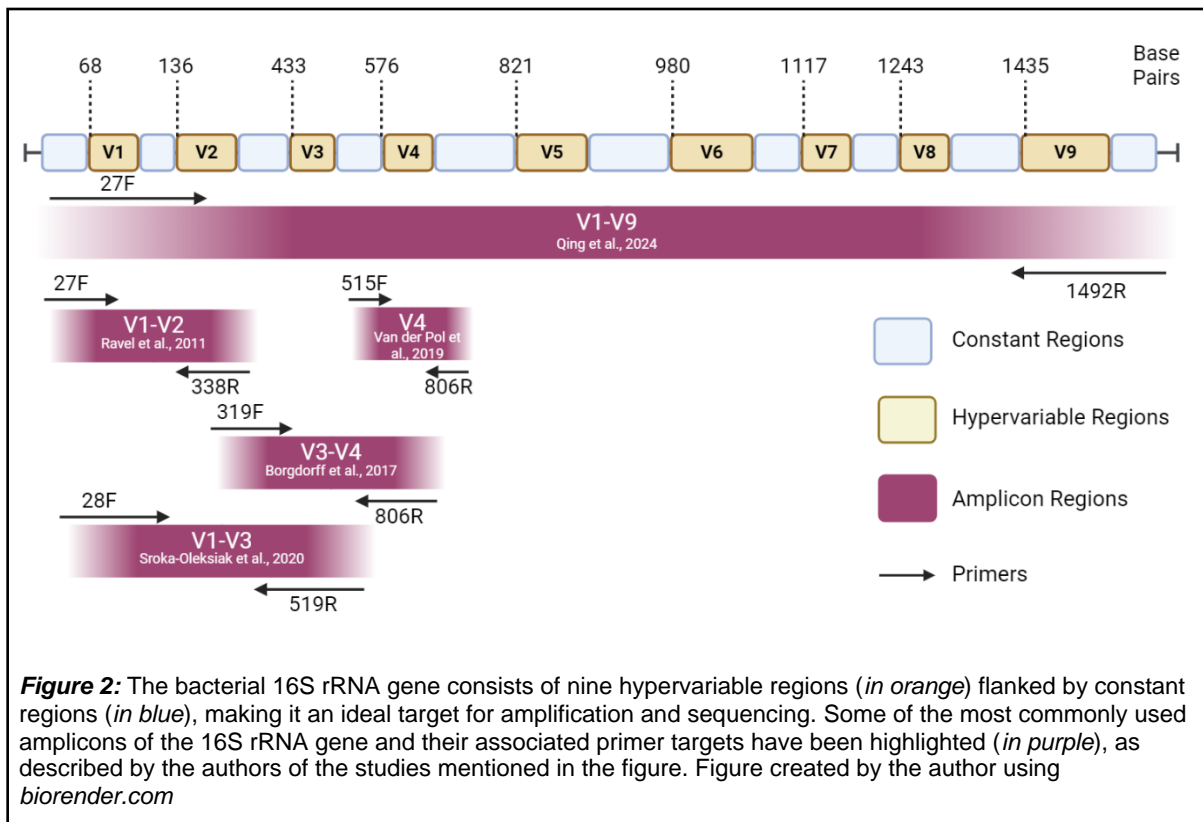 68 136 433 576 821 980 1117 1243 1435 Base
Pairs
V1 V2 V3 V4 V5 V6 V7 V8 V9
27F
V1-V9
Qing et al., 2024
1492R
27F
V1-V2
Ravel et al., 2011
338R
515F
V4
Van der Pol et
al., 2019
806R
319F
V3-V4
Borgdorff et al., 2017
806R
28F
V1-V3
Sroka-Oleksiak et al., 2020
519R
Constant Regions
Hypervariable Regions
Amplicon Regions
Primers
Figure 2: The bacterial 16S rRNA gene consists of nine hypervariable regions (in orange) flanked by constant
regions (in blue), making it an ideal target for amplification and sequencing. Some of the most commonly used
amplicons of the 16S rRNA gene and their associated primer targets have been highlighted (in purple), as
described by the authors of the studies mentioned in the figure. Figure created by the author using
biorender.com